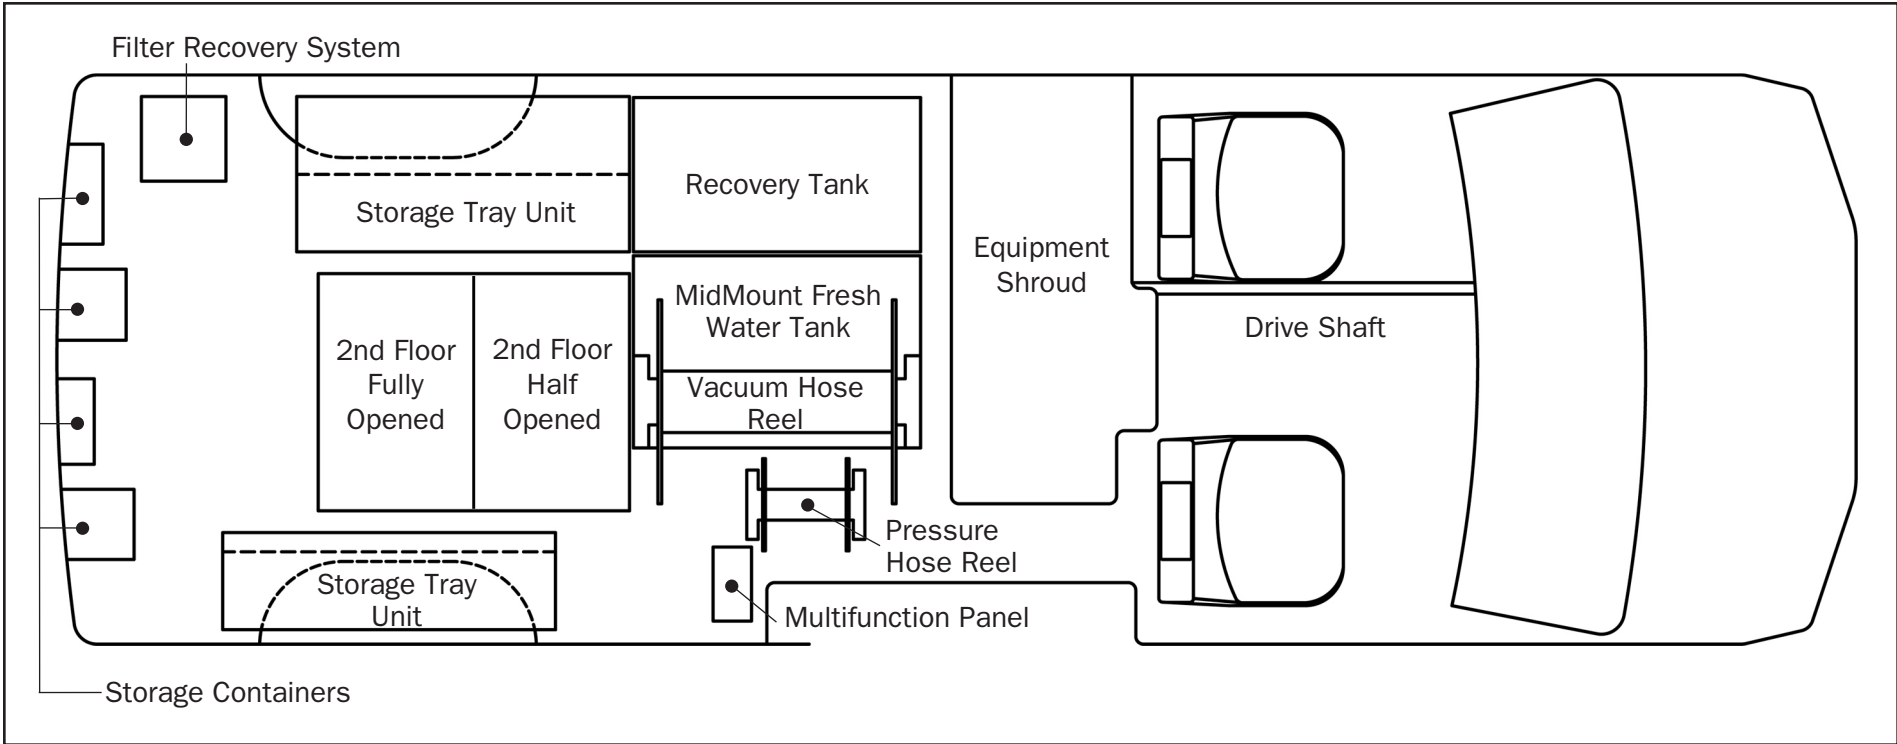 Filter Recovery System
Storage Tray Unit
Recovery Tank
Equipment
Shroud
MidMount Fresh
Water Tank
Drive Shaft
2nd Floor
Fully
Opened
2nd Floor
Half
Opened
Vacuum Hose
Reel
Pressure
Hose Reel
Storage Tray
Unit
Multifunction Panel
Storage Containers